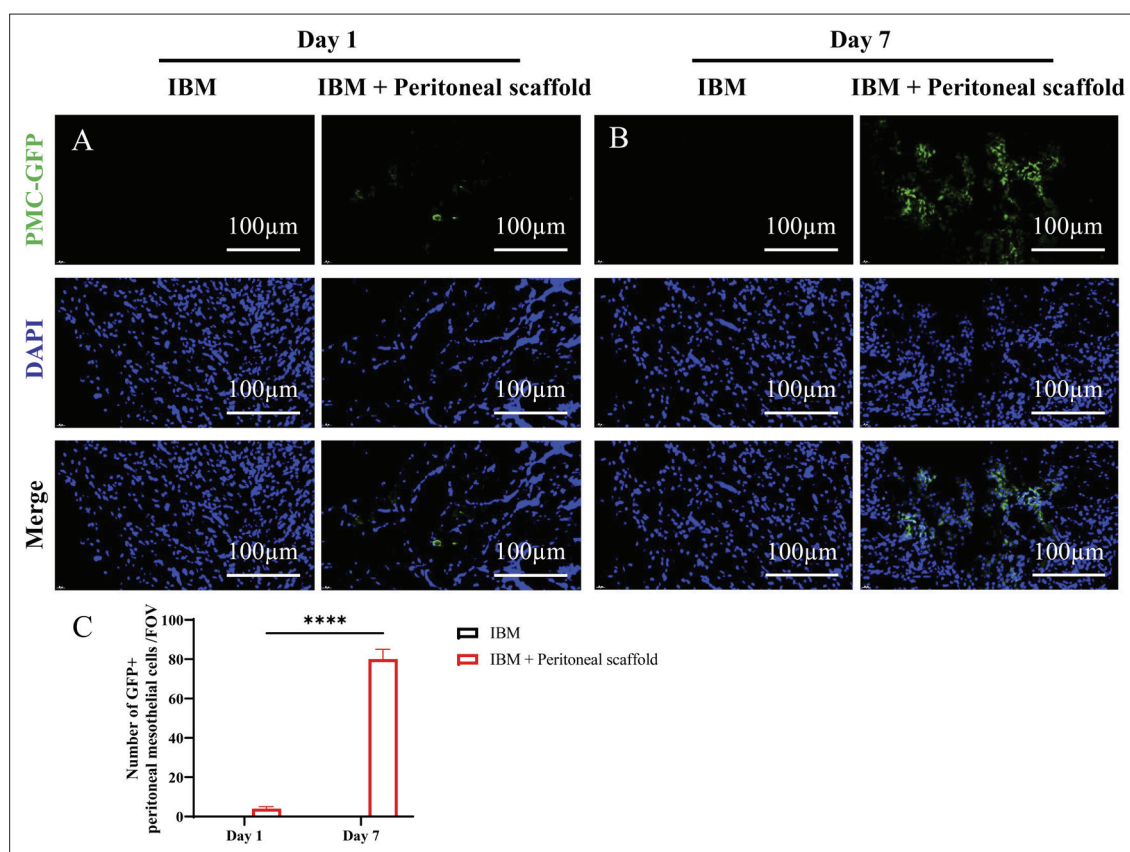 Day 1
Day 7
IBM
IBM + Peritoneal scaffold
IBM
IBM + Peritoneal scaffold
PMC-GFP
A
100µm
100µm
B
100µm
100µm
DAPI
100µm
100µm
100µm
100µm
Merge
100µm
100µm
100µm
100µm
C
Number of GFP+
peritoneal mesothelial cells /FOV
100
80
60
40
20
0
****
Day 1
Day 7
IBM
IBM + Peritoneal scaffold